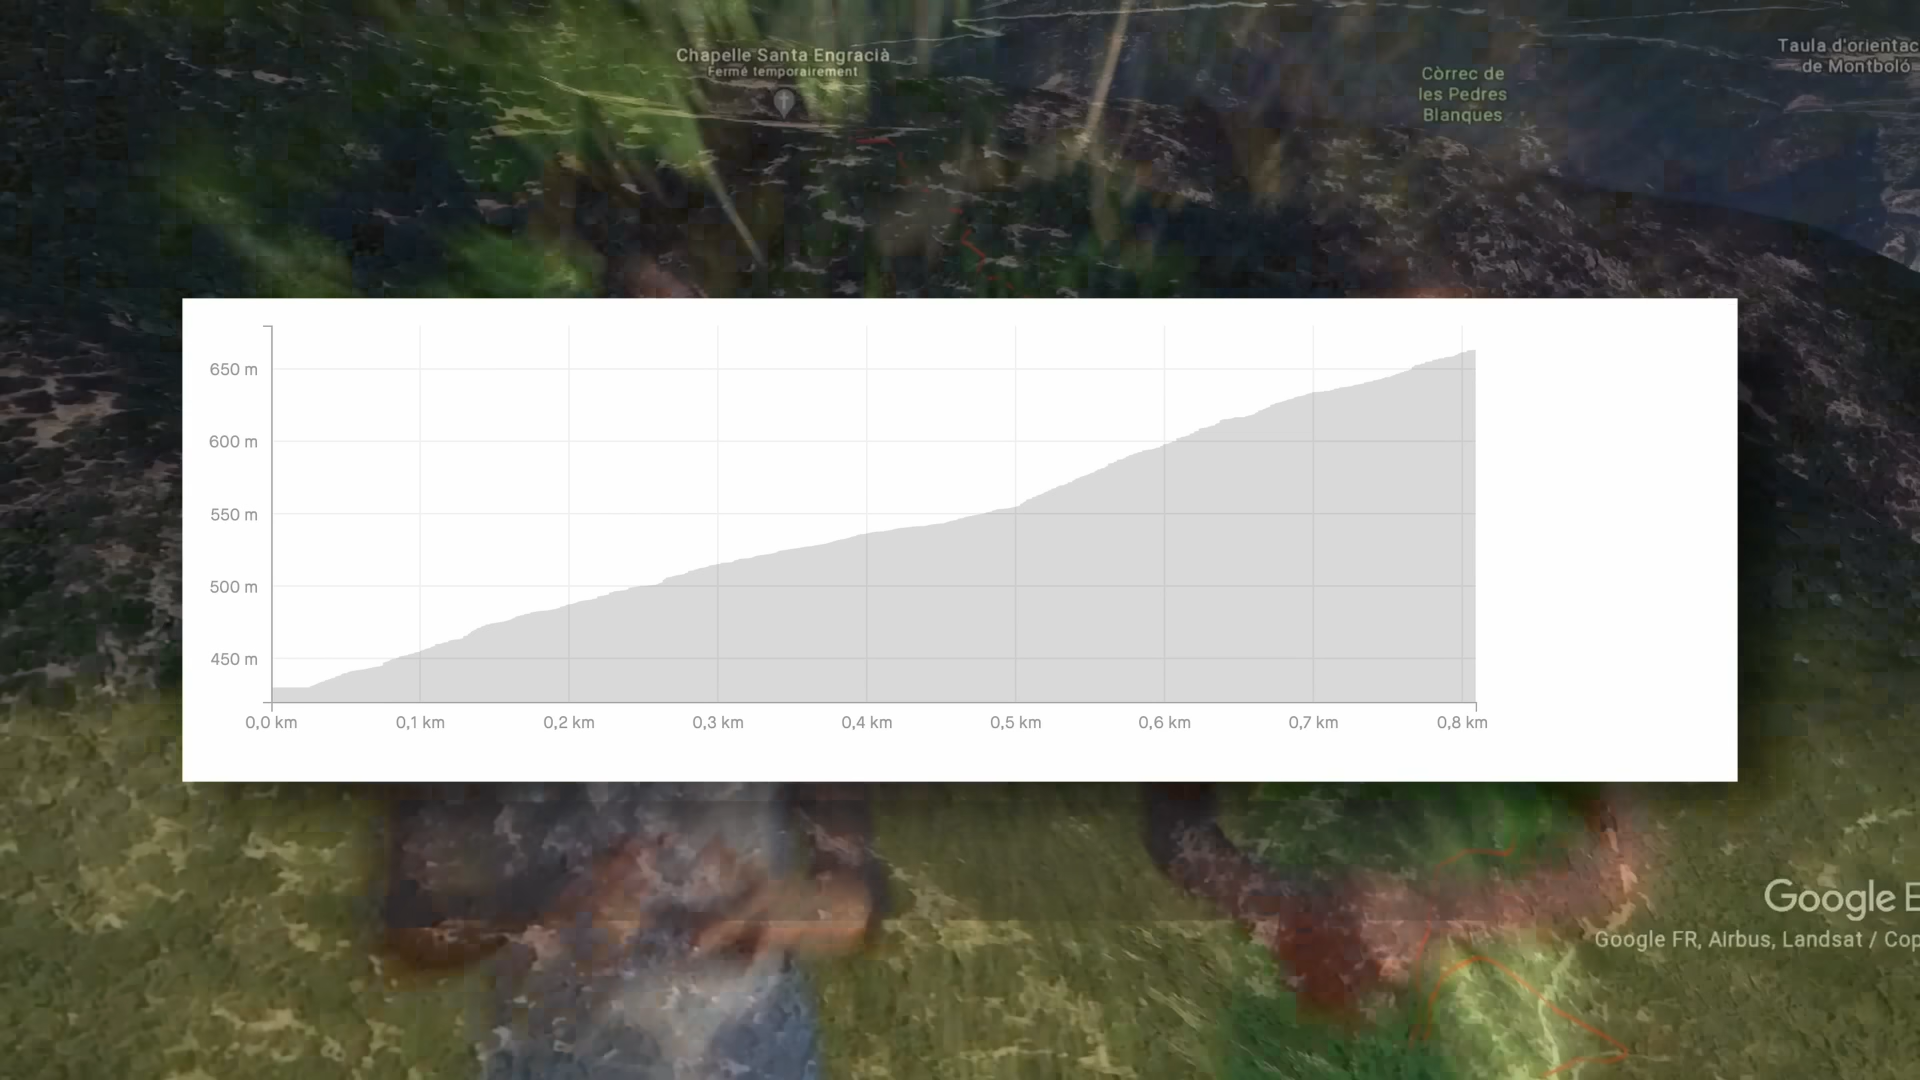 Chapelle Santa Engracià
Fermé temporairement
Còrrec de
les Pedres
Blanques
Taula d'orientac
de Montboló
650 m
600 m
550 m
500 m
450 m
0,0 km
0,1 km
0,2 km
0,3 km
0,4 km
0,5 km
0,6 km
0,7 km
0,8 km
Google E
Google FR, Airbus, Landsat / Cop